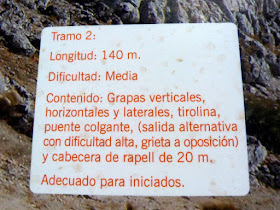 Tramo 2:
Longitud: 140 m.
Dificultad: Media
Contenido: Grapas verticales,
horizontales y laterales, tirolina,
puente colgante, (salida alternativa
con dificultad alta, grieta a oposición)
y cabecera de rapell de 20 m.
Adecuado para iniciados.